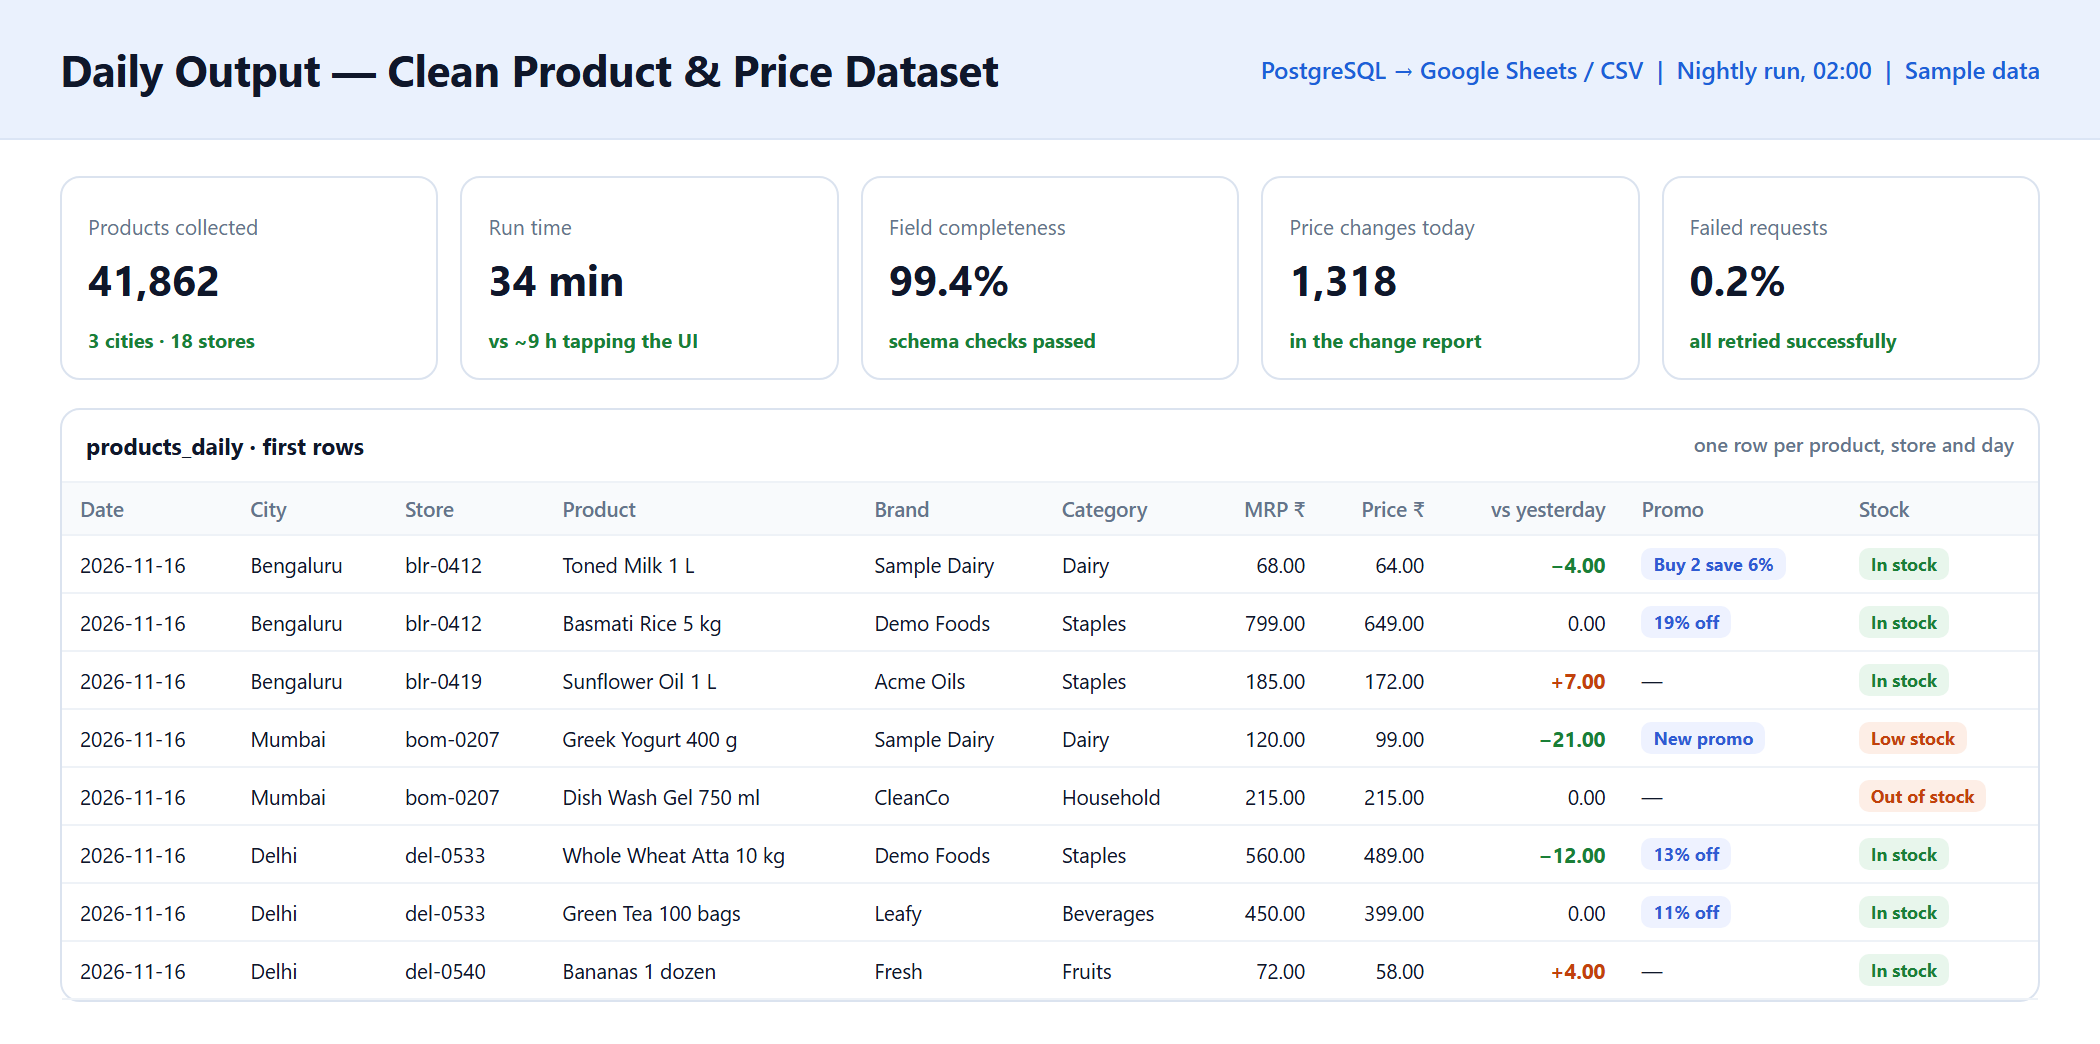 Daily Output — Clean Product & Price Dataset
PostgreSQL → Google Sheets / CSV | Nightly run, 02:00 | Sample data
Products collected
41,862
3 cities · 18 stores
Run time
34 min
vs ~9 h tapping the UI
Field completeness
99.4%
schema checks passed
Price changes today
1,318
in the change report
Failed requests
0.2%
all retried successfully
products_daily · first rows
one row per product, store and day
Date City Store Product Brand Category MRP ₹ Price ₹ vs yesterday Promo Stock
2026-11-16 Bengaluru blr-0412 Toned Milk 1 L Sample Dairy Dairy 68.00 64.00 −4.00 Buy 2 save 6% In stock
2026-11-16 Bengaluru blr-0412 Basmati Rice 5 kg Demo Foods Staples 799.00 649.00 0.00 19% off In stock
2026-11-16 Bengaluru blr-0419 Sunflower Oil 1 L Acme Oils Staples 185.00 172.00 +7.00 — In stock
2026-11-16 Mumbai bom-0207 Greek Yogurt 400 g Sample Dairy Dairy 120.00 99.00 −21.00 New promo Low stock
2026-11-16 Mumbai bom-0207 Dish Wash Gel 750 ml CleanCo Household 215.00 215.00 0.00 — Out of stock
2026-11-16 Delhi del-0533 Whole Wheat Atta 10 kg Demo Foods Staples 560.00 489.00 −12.00 13% off In stock
2026-11-16 Delhi del-0533 Green Tea 100 bags Leafy Beverages 450.00 399.00 0.00 11% off In stock
2026-11-16 Delhi del-0540 Bananas 1 dozen Fresh Fruits 72.00 58.00 +4.00 — In stock